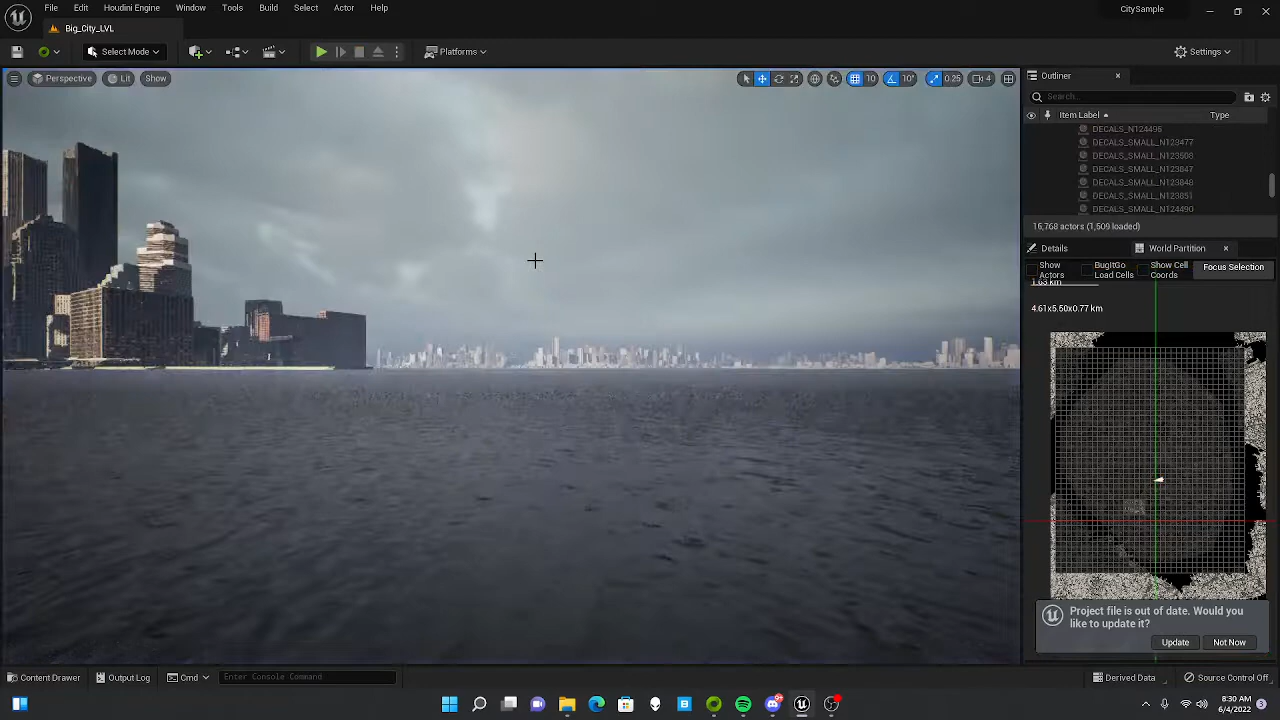 File Edit Houdini Engine Window Tools Build Select Actor Help
CitySample
Big_City_LVL
Select Mode
Platforms
Settings
Perspective Lit Show
10 10° 0.25 4
Outliner
Search...
Item Label Type
DECALS_N124496
DECALS_SMALL_N123477
DECALS_SMALL_N123508
DECALS_SMALL_N123847
DECALS_SMALL_N123848
DECALS_SMALL_N123851
DECALS_SMALL_N124490
16,768 actors (1,509 loaded)
Details World Partition
Show Actors
BugItGo Load Cells
Show Cell Coords
Focus Selection
4.61x5.50x0.77 km
Project file is out of date. Would you
like to update it?
Update Not Now
Content Drawer Output Log Cmd Enter Console Command
Derived Data Source Control Off
8:30 AM
6/4/2022